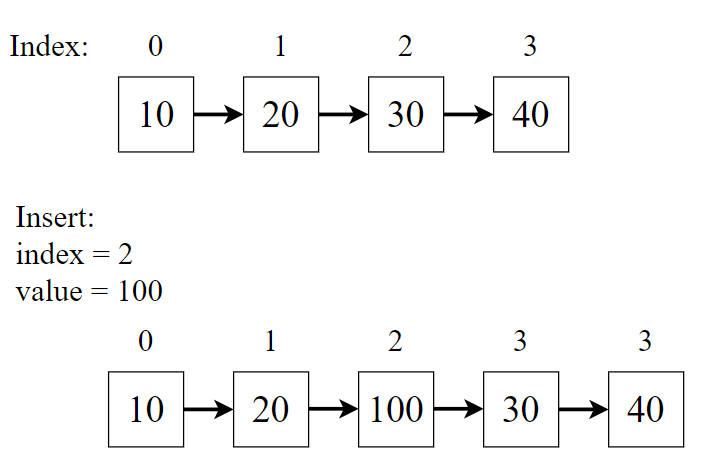 Index: 0 1 2 3
10 20 30 40
Insert:
index = 2
value = 100
0 1 2 3 3
10 20 100 30 40